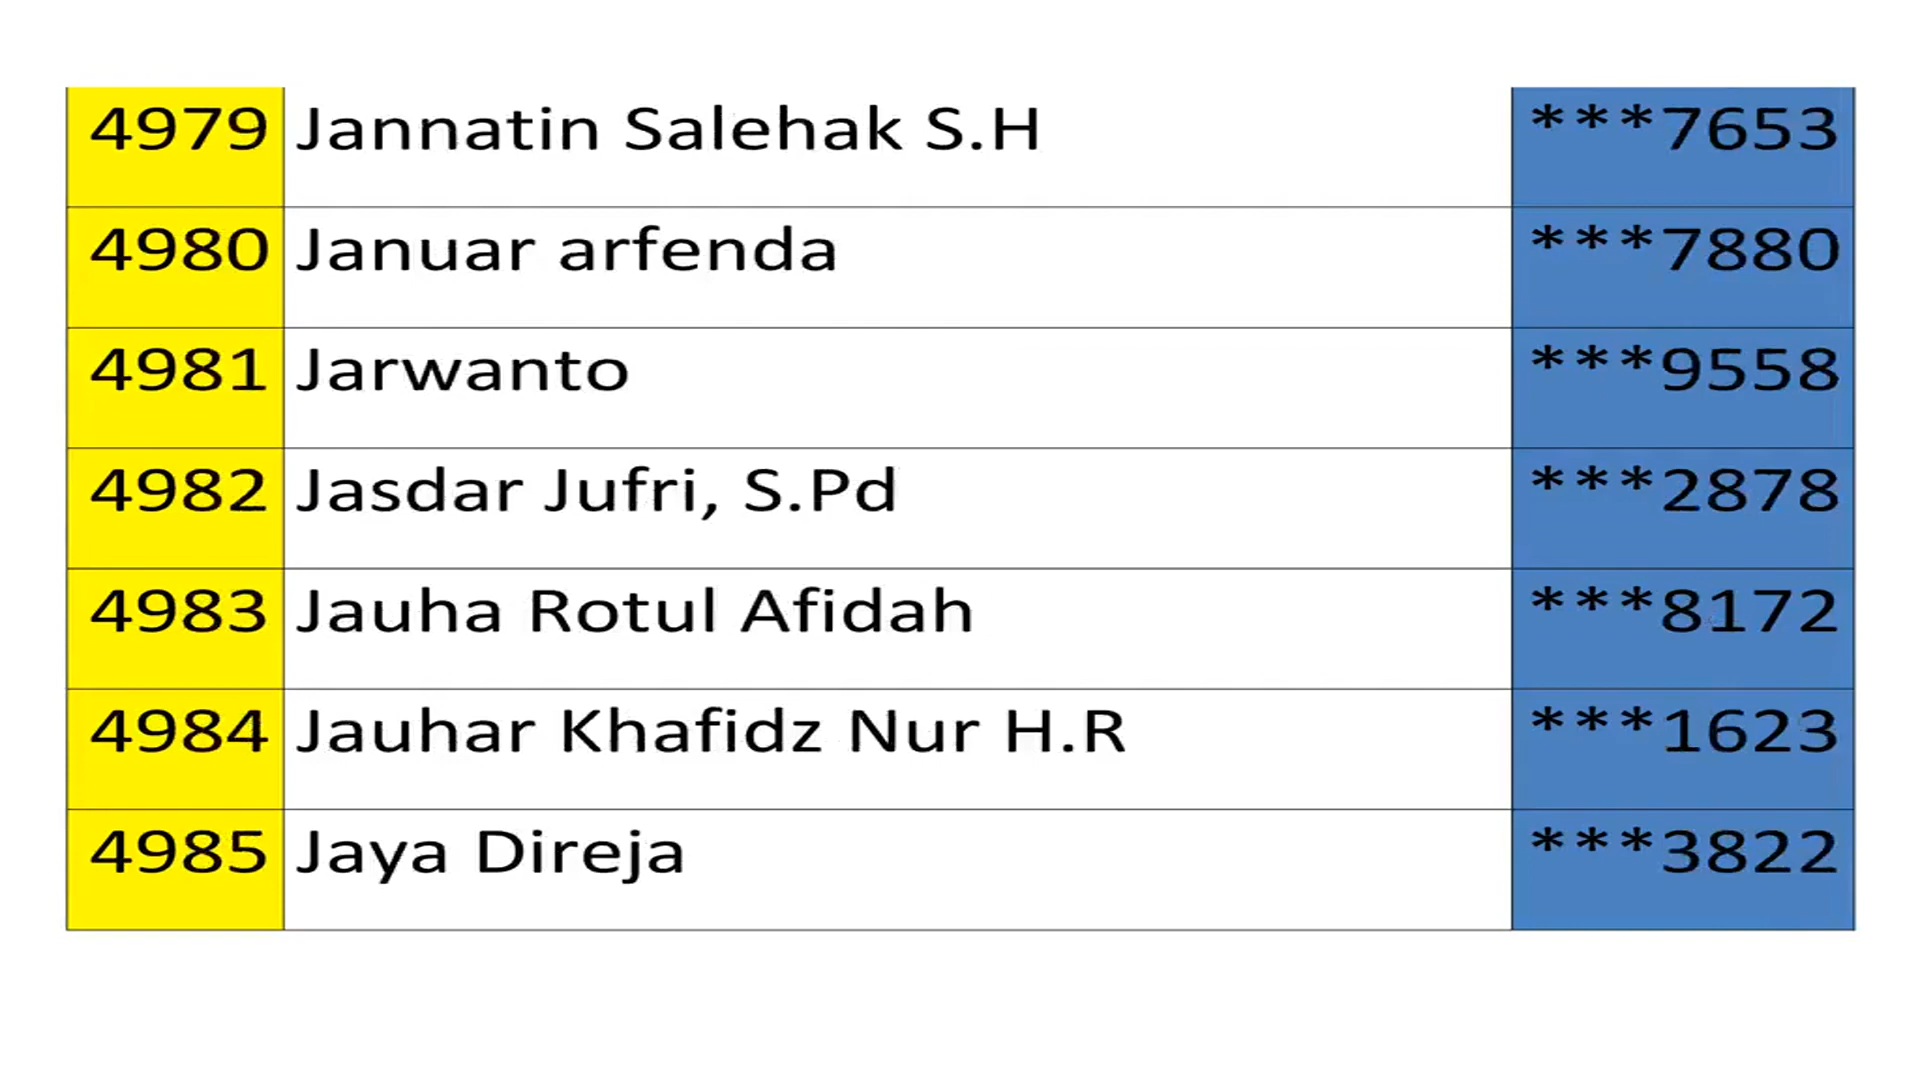 4979 Jannatin Salehak S.H ***7653
4980 Januar arfenda ***7880
4981 Jarwanto ***9558
4982 Jasdar Jufri, S.Pd ***2878
4983 Jauha Rotul Afidah ***8172
4984 Jauhar Khafidz Nur H.R ***1623
4985 Jaya Direja ***3822